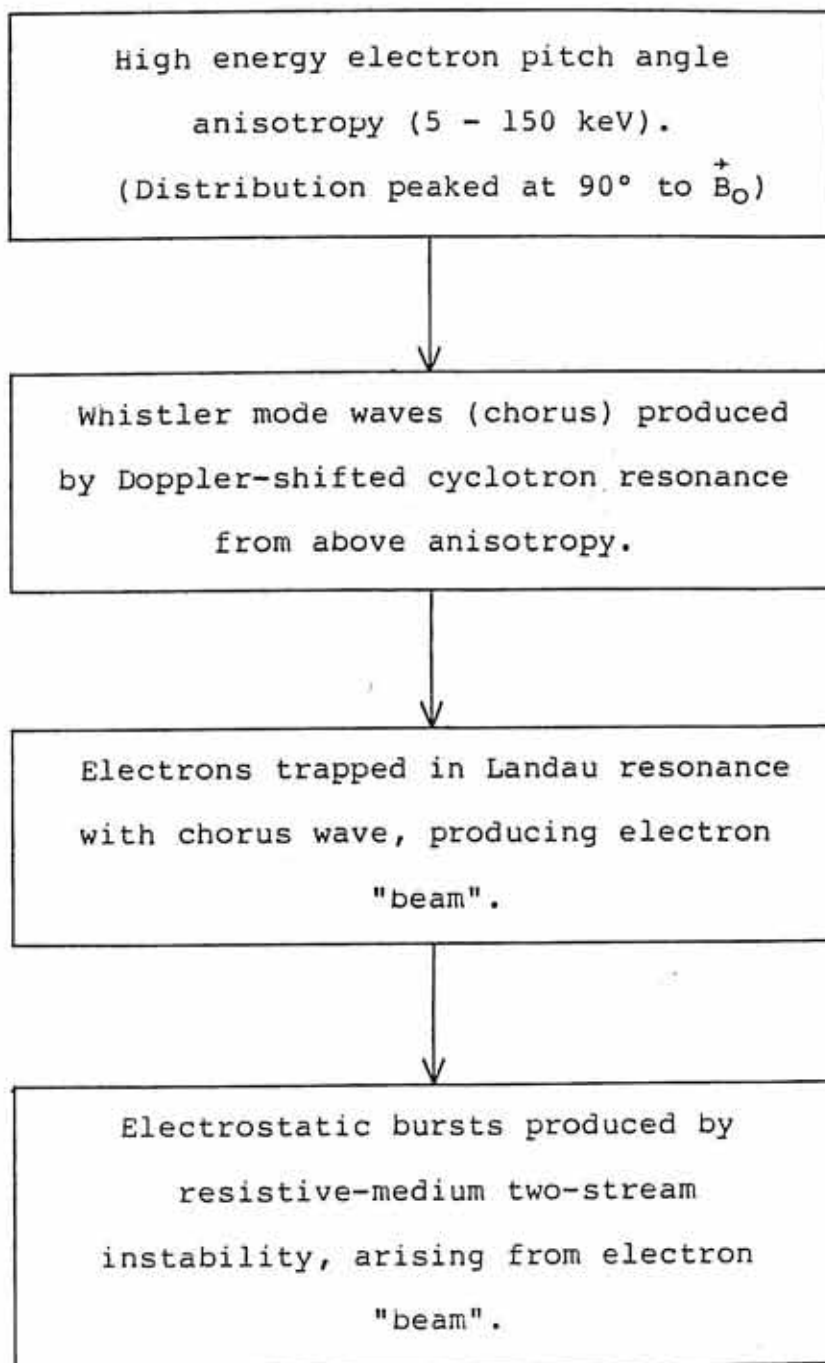 High energy electron pitch angle
anisotropy (5 - 150 keV).
(Distribution peaked at 90° to B⃗O)
Whistler mode waves (chorus) produced
by Doppler-shifted cyclotron resonance
from above anisotropy.
Electrons trapped in Landau resonance
with chorus wave, producing electron
"beam".
Electrostatic bursts produced by
resistive-medium two-stream
instability, arising from electron
"beam".